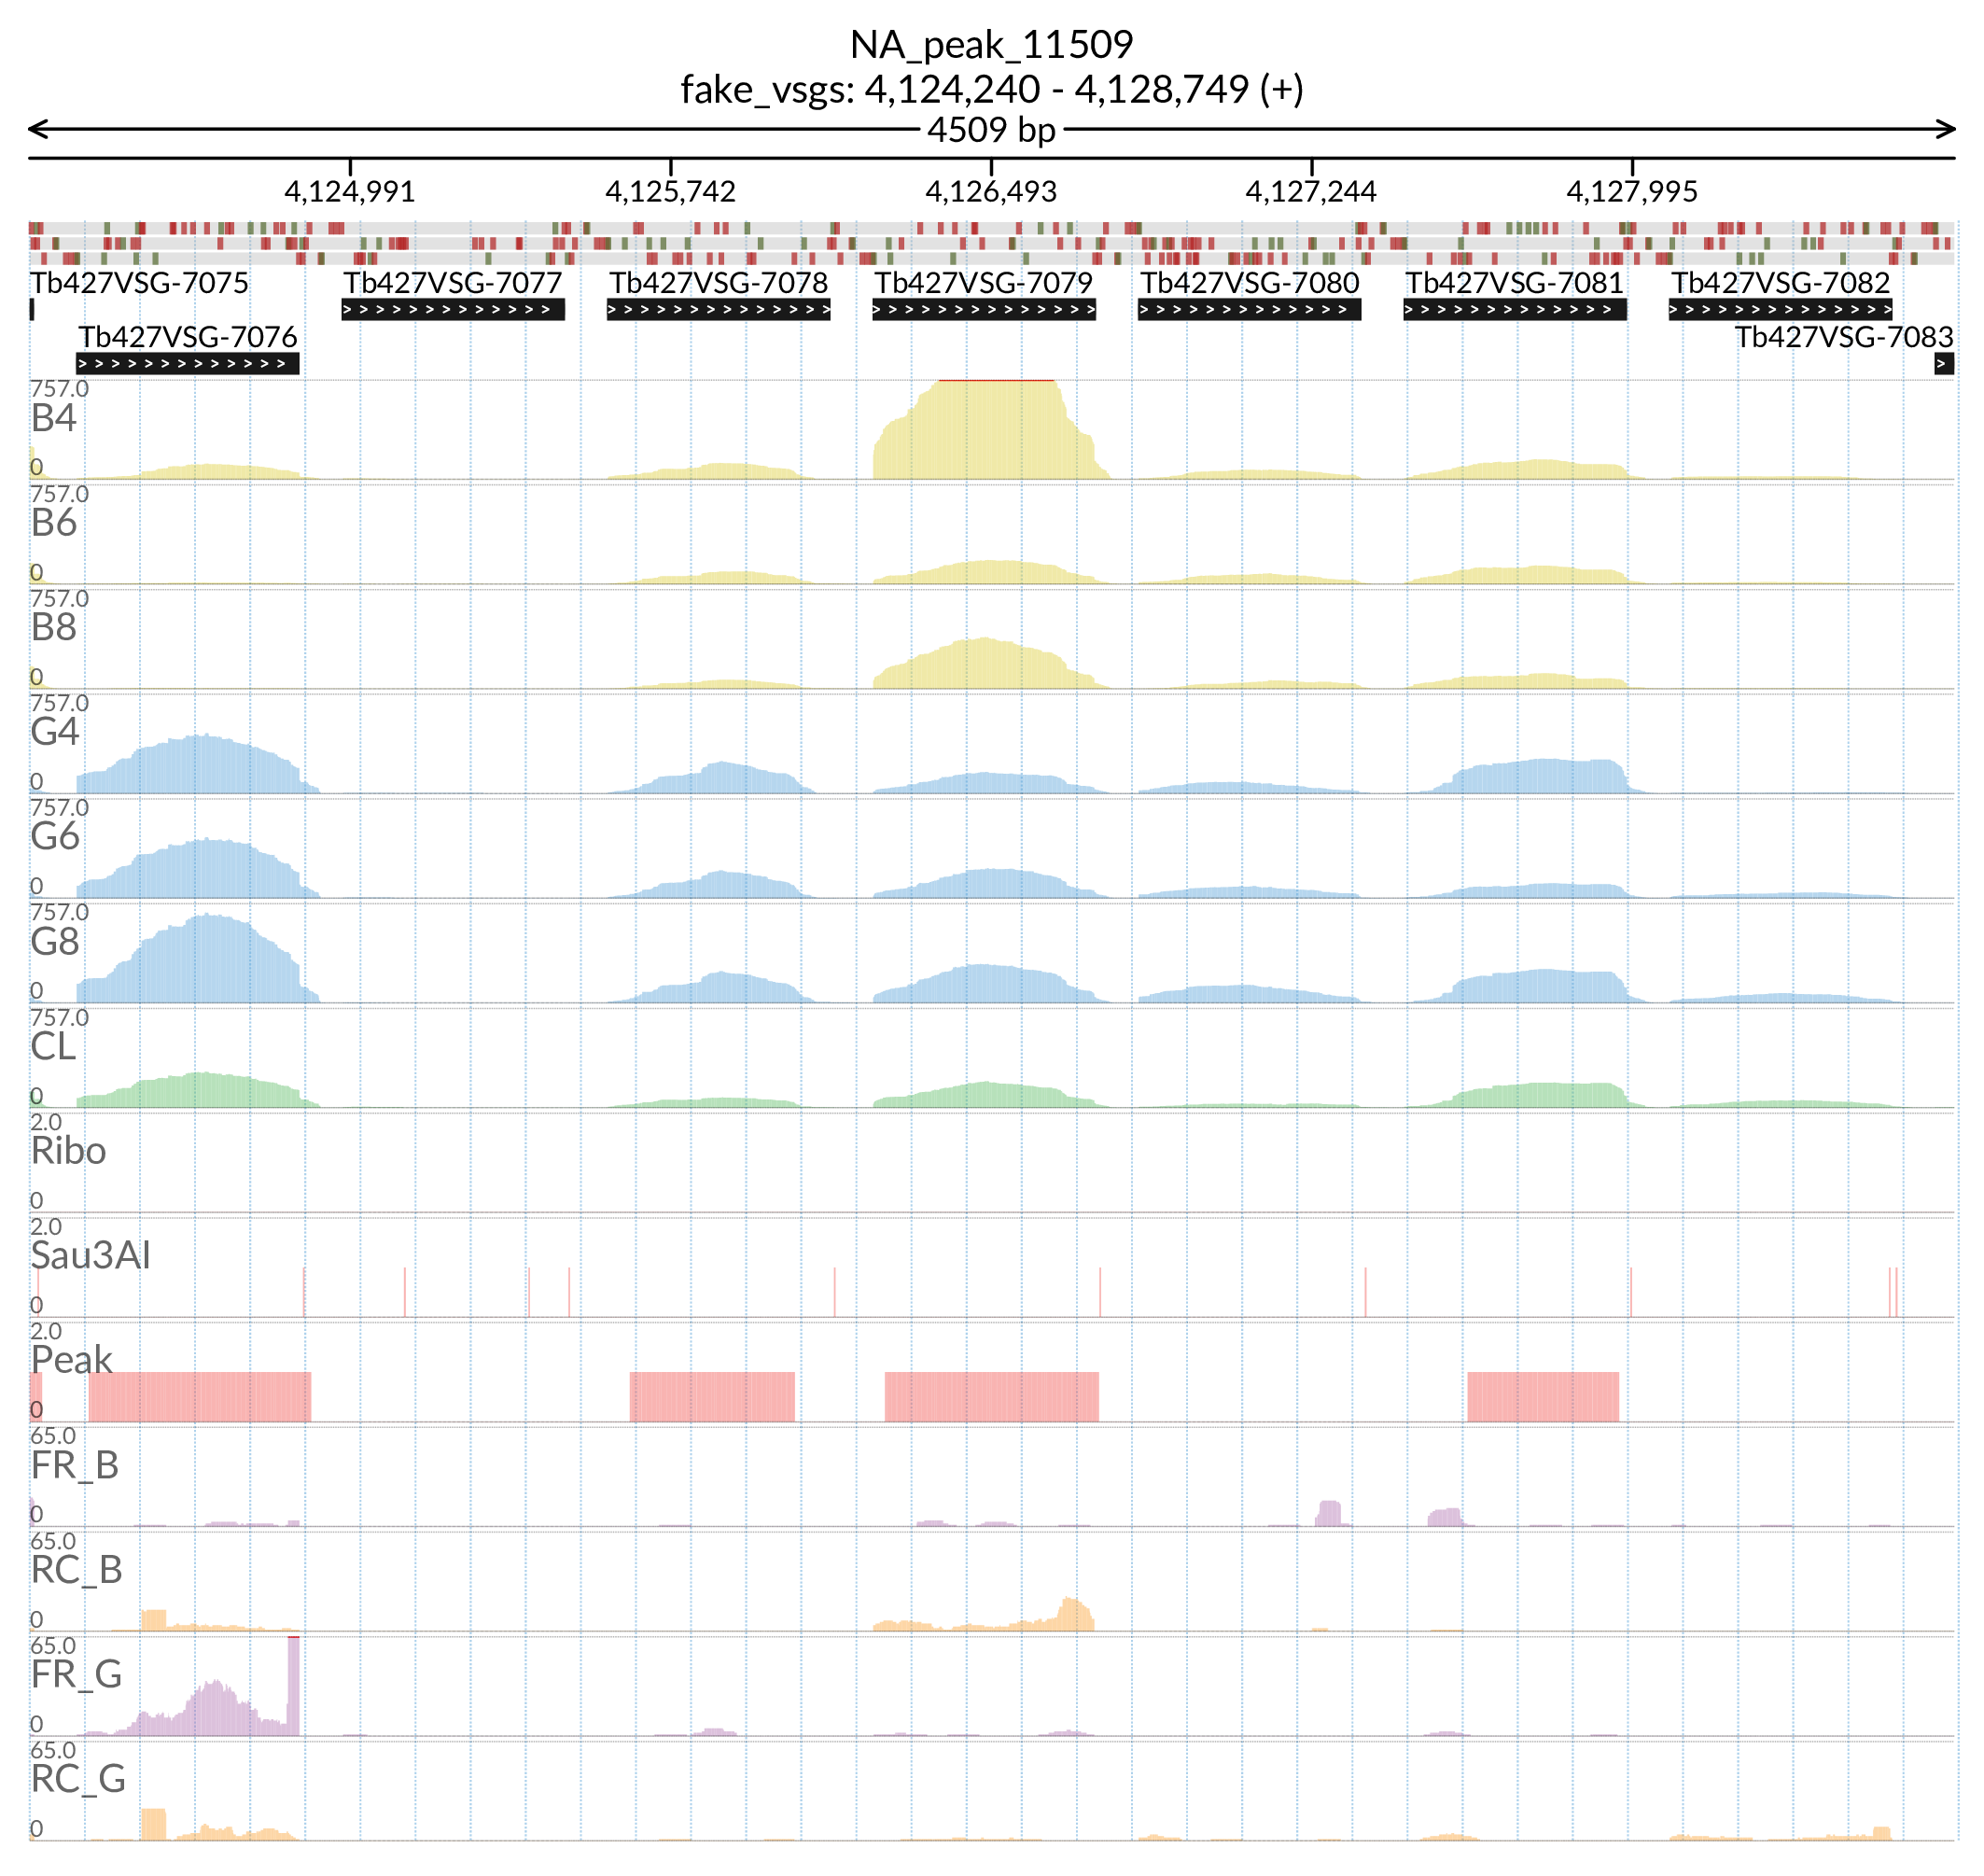 NA_peak_11509
fake_vsgs: 4,124,240 - 4,128,749 (+)
4509 bp
4,124,991 4,125,742 4,126,493 4,127,244 4,127,995
Tb427VSG-7075 Tb427VSG-7077 Tb427VSG-7078 Tb427VSG-7079 Tb427VSG-7080 Tb427VSG-7081 Tb427VSG-7082
Tb427VSG-7076 Tb427VSG-7083
757.0
B4
0
757.0
B6
0
757.0
B8
0
757.0
G4
0
757.0
G6
0
757.0
G8
0
757.0
CL
0
2.0
Ribo
0
2.0
Sau3AI
0
2.0
Peak
0
65.0
FR_B
0
65.0
RC_B
0
65.0
FR_G
0
65.0
RC_G
0